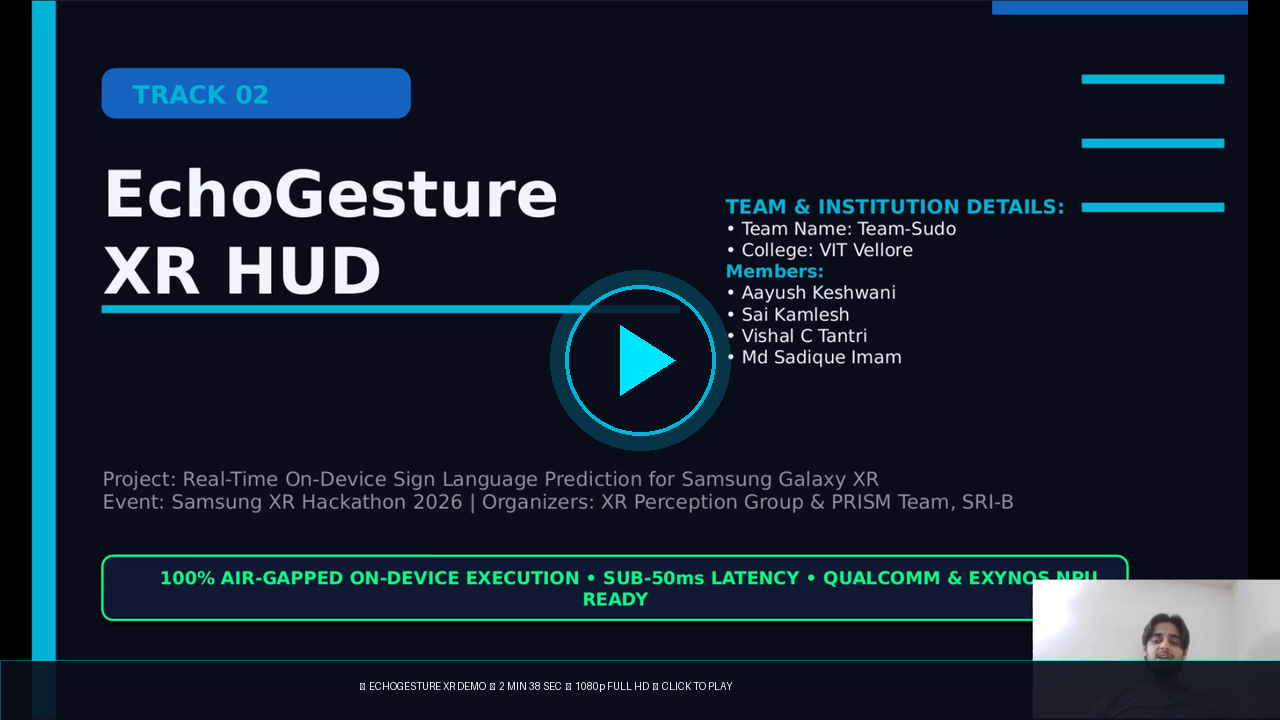 TRACK 02
EchoGesture
XR HUD
TEAM & INSTITUTION DETAILS:
• Team Name: Team-Sudo
• College: VIT Vellore
Members:
• Aayush Keshwani
• Sai Kamlesh
• Vishal C Tantri
• Md Sadique Imam
Project: Real-Time On-Device Sign Language Prediction for Samsung Galaxy XR
Event: Samsung XR Hackathon 2026 | Organizers: XR Perception Group & PRISM Team, SRI-B
100% AIR-GAPPED ON-DEVICE EXECUTION • SUB-50ms LATENCY • QUALCOMM & EXYNOS NPU
READY
▯ ECHOGESTURE XR DEMO ▯ 2 MIN 38 SEC ▯ 1080p FULL HD ▯ CLICK TO PLAY